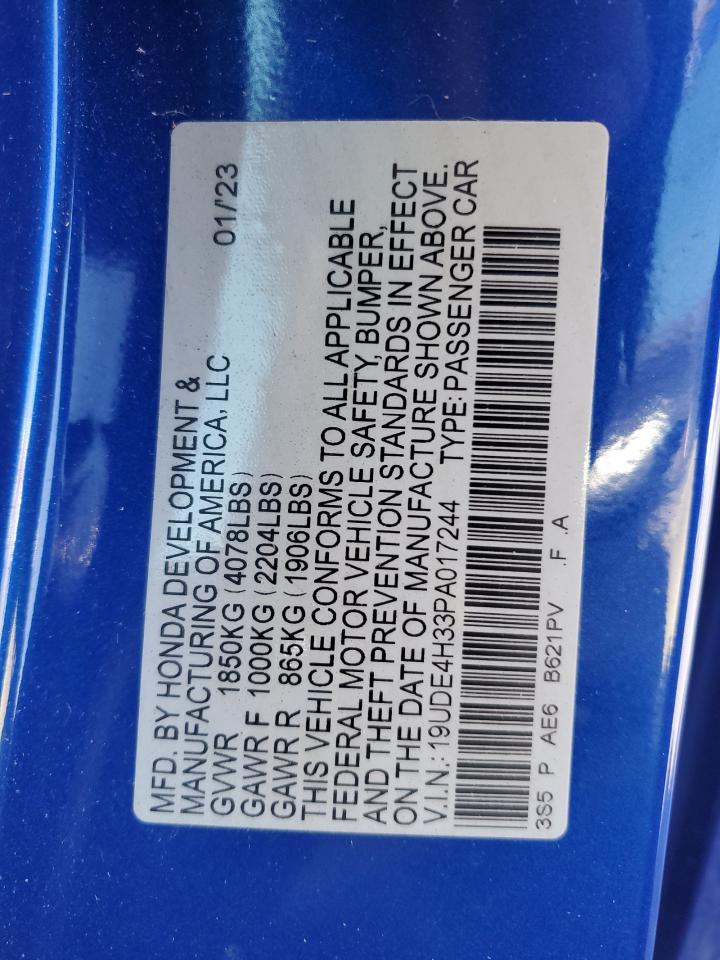 MFD. BY HONDA DEVELOPMENT &
MANUFACTURING OF AMERICA, LLC 01/'23
GVWR 1850KG (4078LBS)
GAWR F 1000KG (2204LBS)
GAWR R 865KG (1906LBS)
THIS VEHICLE CONFORMS TO ALL APPLICABLE
FEDERAL MOTOR VEHICLE SAFETY, BUMPER,
AND THEFT PREVENTION STANDARDS IN EFFECT
ON THE DATE OF MANUFACTURE SHOWN ABOVE.
V.I.N.: 19UDE4H33PA017244 TYPE: PASSENGER CAR
3S5 P AE6 B621PV .F .A